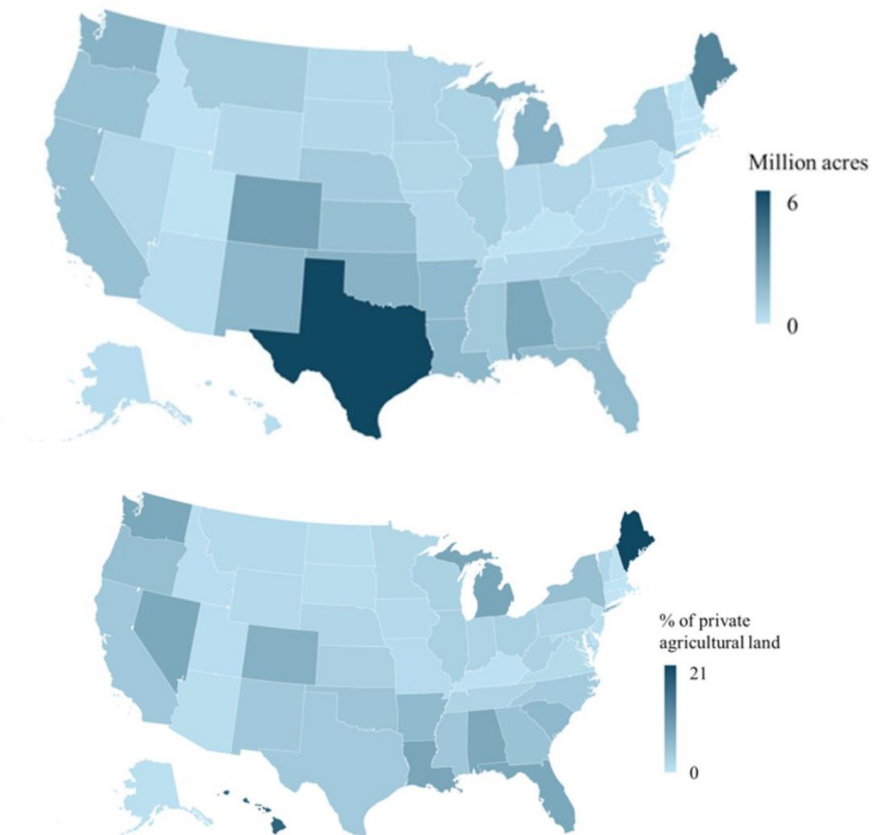 Million acres
6
0
% of private
agricultural land
21
0